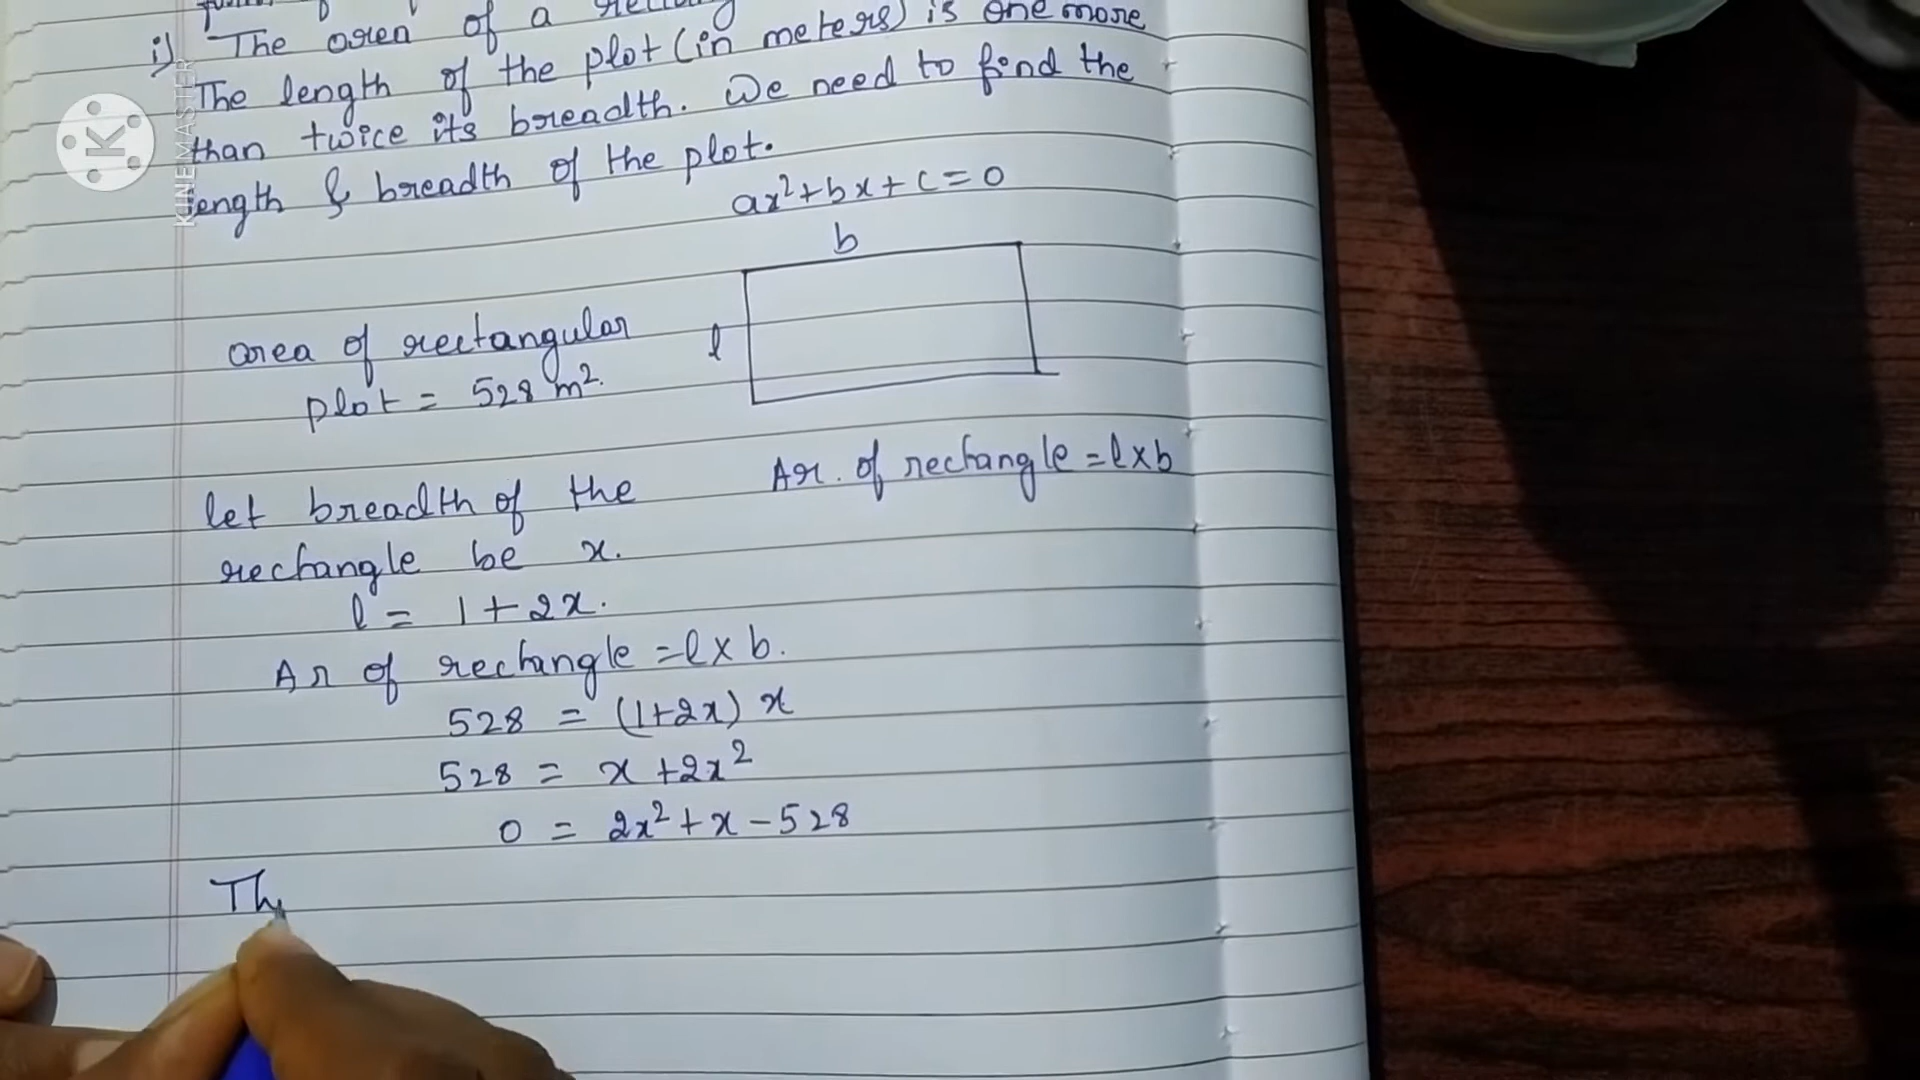 i) The area of a
The length of the plot (in meters) is one more
than twice its breadth. We need to find the
length & breadth of the plot.
ax²+bx+c=0
b
l
area of rectangular
plot = 528 m².
Ar. of rectangle = l×b
let breadth of the
rectangle be x.
l = 1+2x.
Ar of rectangle = l×b.
528 = (1+2x) x
528 = x+2x²
0 = 2x²+x-528
Th
KINEMASTER